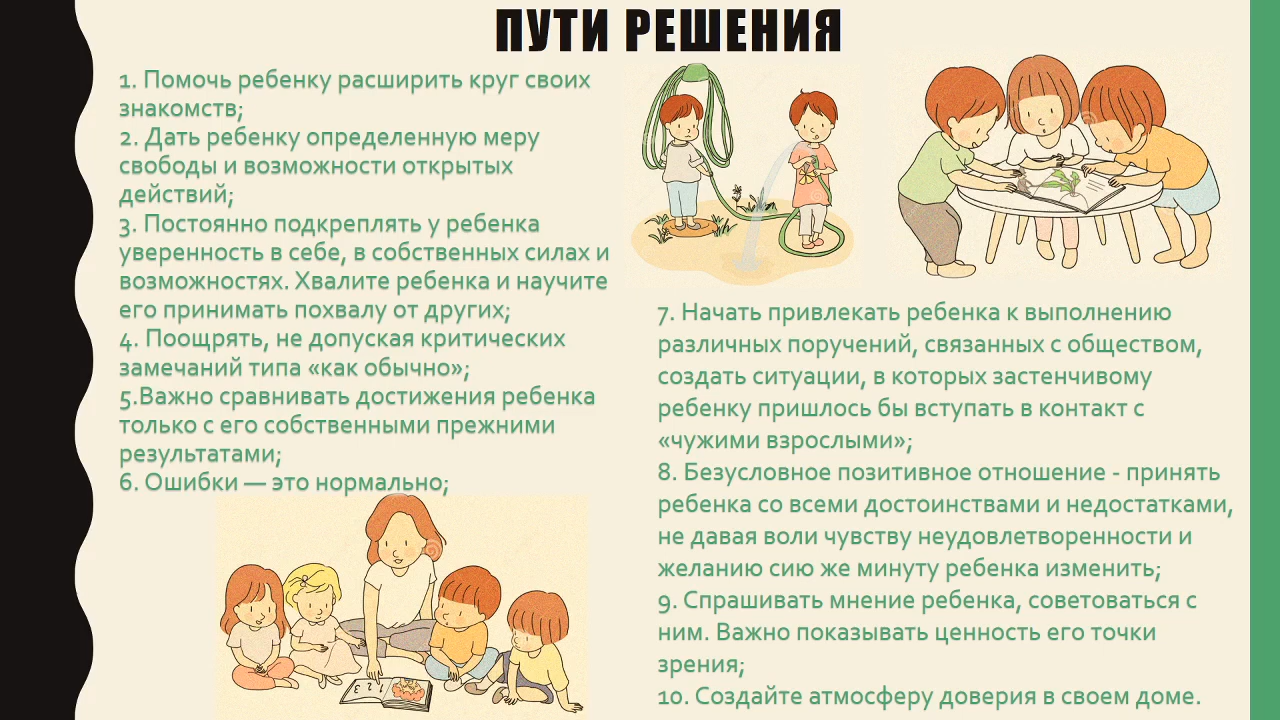 ПУТИ РЕШЕНИЯ
1. Помочь ребенку расширить круг своих
знакомств;
2. Дать ребенку определенную меру
свободы и возможности открытых
действий;
3. Постоянно подкреплять у ребенка
уверенность в себе, в собственных силах и
возможностях. Хвалите ребенка и научите
его принимать похвалу от других;
4. Поощрять, не допуская критических
замечаний типа «как обычно»;
5.Важно сравнивать достижения ребенка
только с его собственными прежними
результатами;
6. Ошибки — это нормально;
7. Начать привлекать ребенка к выполнению
различных поручений, связанных с обществом,
создать ситуации, в которых застенчивому
ребенку пришлось бы вступать в контакт с
«чужими взрослыми»;
8. Безусловное позитивное отношение - принять
ребенка со всеми достоинствами и недостатками,
не давая воли чувству неудовлетворенности и
желанию сию же минуту ребенка изменить;
9. Спрашивать мнение ребенка, советоваться с
ним. Важно показывать ценность его точки
зрения;
10. Создайте атмосферу доверия в своем доме.